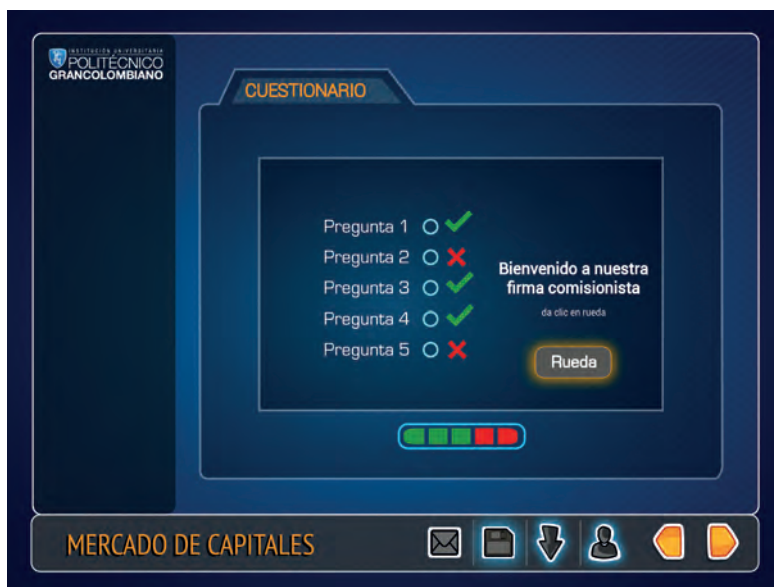 INSTITUCIÓN UNIVERSITARIA
POLITÉCNICO
GRANCOLOMBIANO
CUESTIONARIO
Pregunta 1
Pregunta 2
Pregunta 3
Pregunta 4
Pregunta 5
Bienvenido a nuestra
firma comisionista
da clic en rueda
Rueda
MERCADO DE CAPITALES